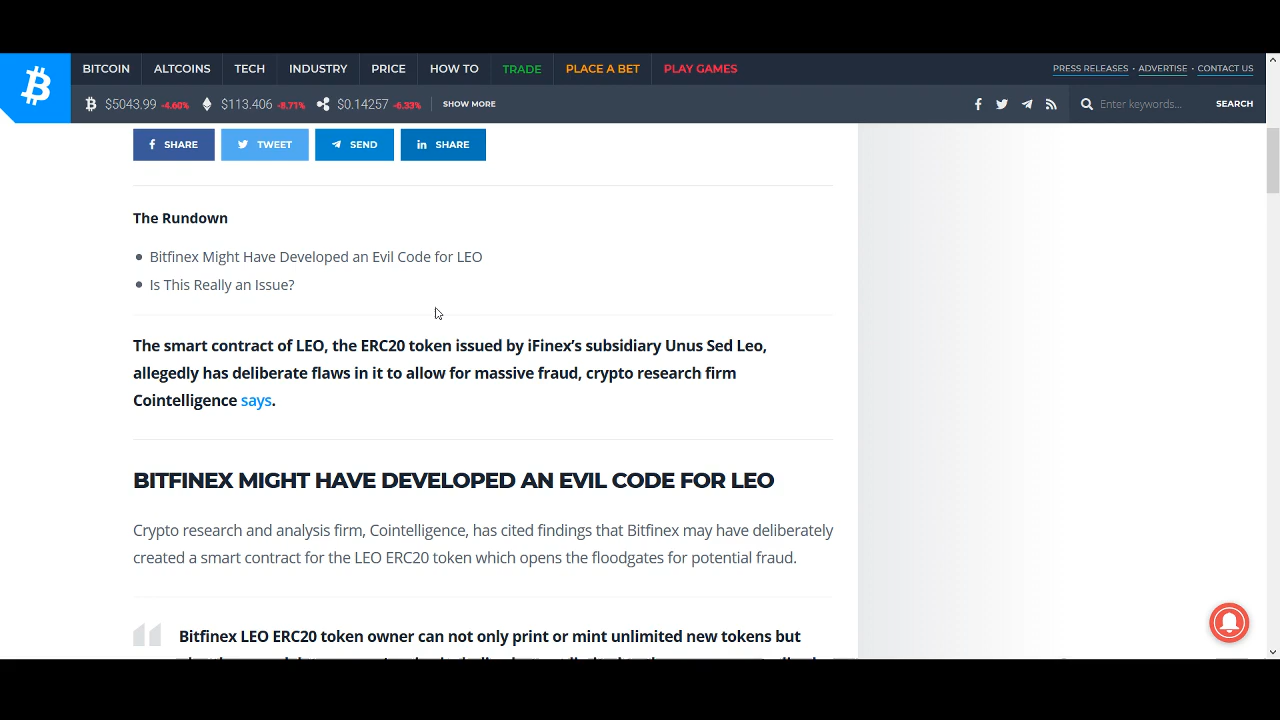 BITCOIN ALTCOINS TECH INDUSTRY PRICE HOW TO TRADE PLACE A BET PLAY GAMES PRESS RELEASES • ADVERTISE • CONTACT US
$5043.99 -4.60% $113.406 -8.71% $0.14257 -6.33% SHOW MORE Enter keywords... SEARCH
SHARE TWEET SEND SHARE
The Rundown
• Bitfinex Might Have Developed an Evil Code for LEO
• Is This Really an Issue?
The smart contract of LEO, the ERC20 token issued by iFinex’s subsidiary Unus Sed Leo,
allegedly has deliberate flaws in it to allow for massive fraud, crypto research firm
Cointelligence says.
BITFINEX MIGHT HAVE DEVELOPED AN EVIL CODE FOR LEO
Crypto research and analysis firm, Cointelligence, has cited findings that Bitfinex may have deliberately
created a smart contract for the LEO ERC20 token which opens the floodgates for potential fraud.
Bitfinex LEO ERC20 token owner can not only print or mint unlimited new tokens but